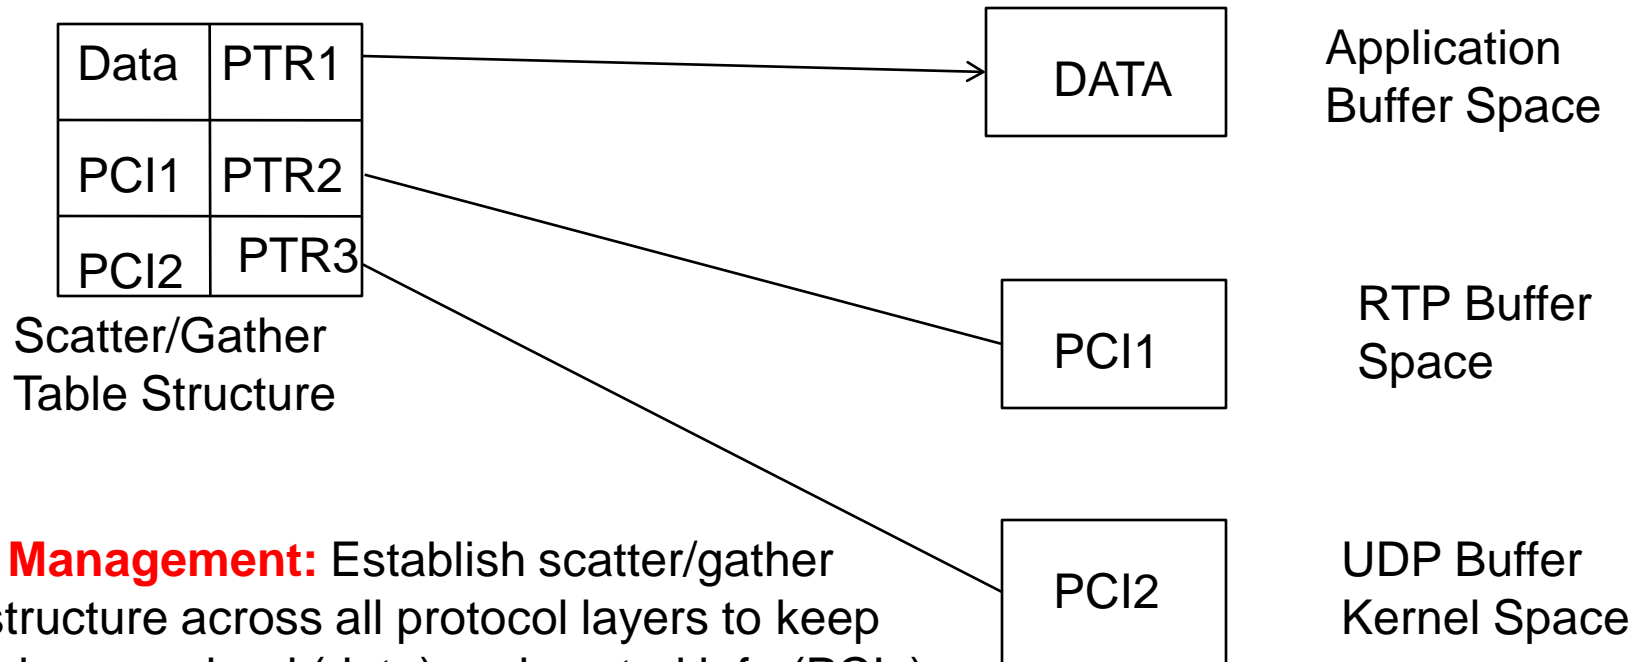 Data PTR1
PCI1 PTR2
PCI2 PTR3
Scatter/Gather
Table Structure
DATA
Application
Buffer Space
PCI1
RTP Buffer
Space
PCI2
UDP Buffer
Kernel Space
Management: Establish scatter/gather
structure across all protocol layers to keep